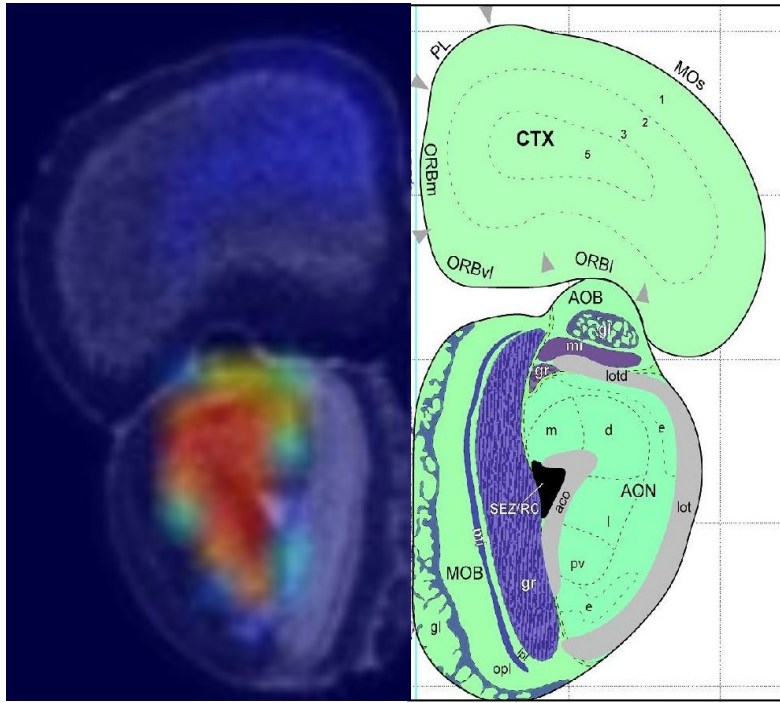 PL
MOs
1
2
3
CTX
5
ORBm
ORBvl
ORBl
AOB
gl
mi
gr
lotd
m
d
e
SEZ/RC
aco
AON
lot
l
mi
MOB
gr
pv
e
gl
ipl
opl